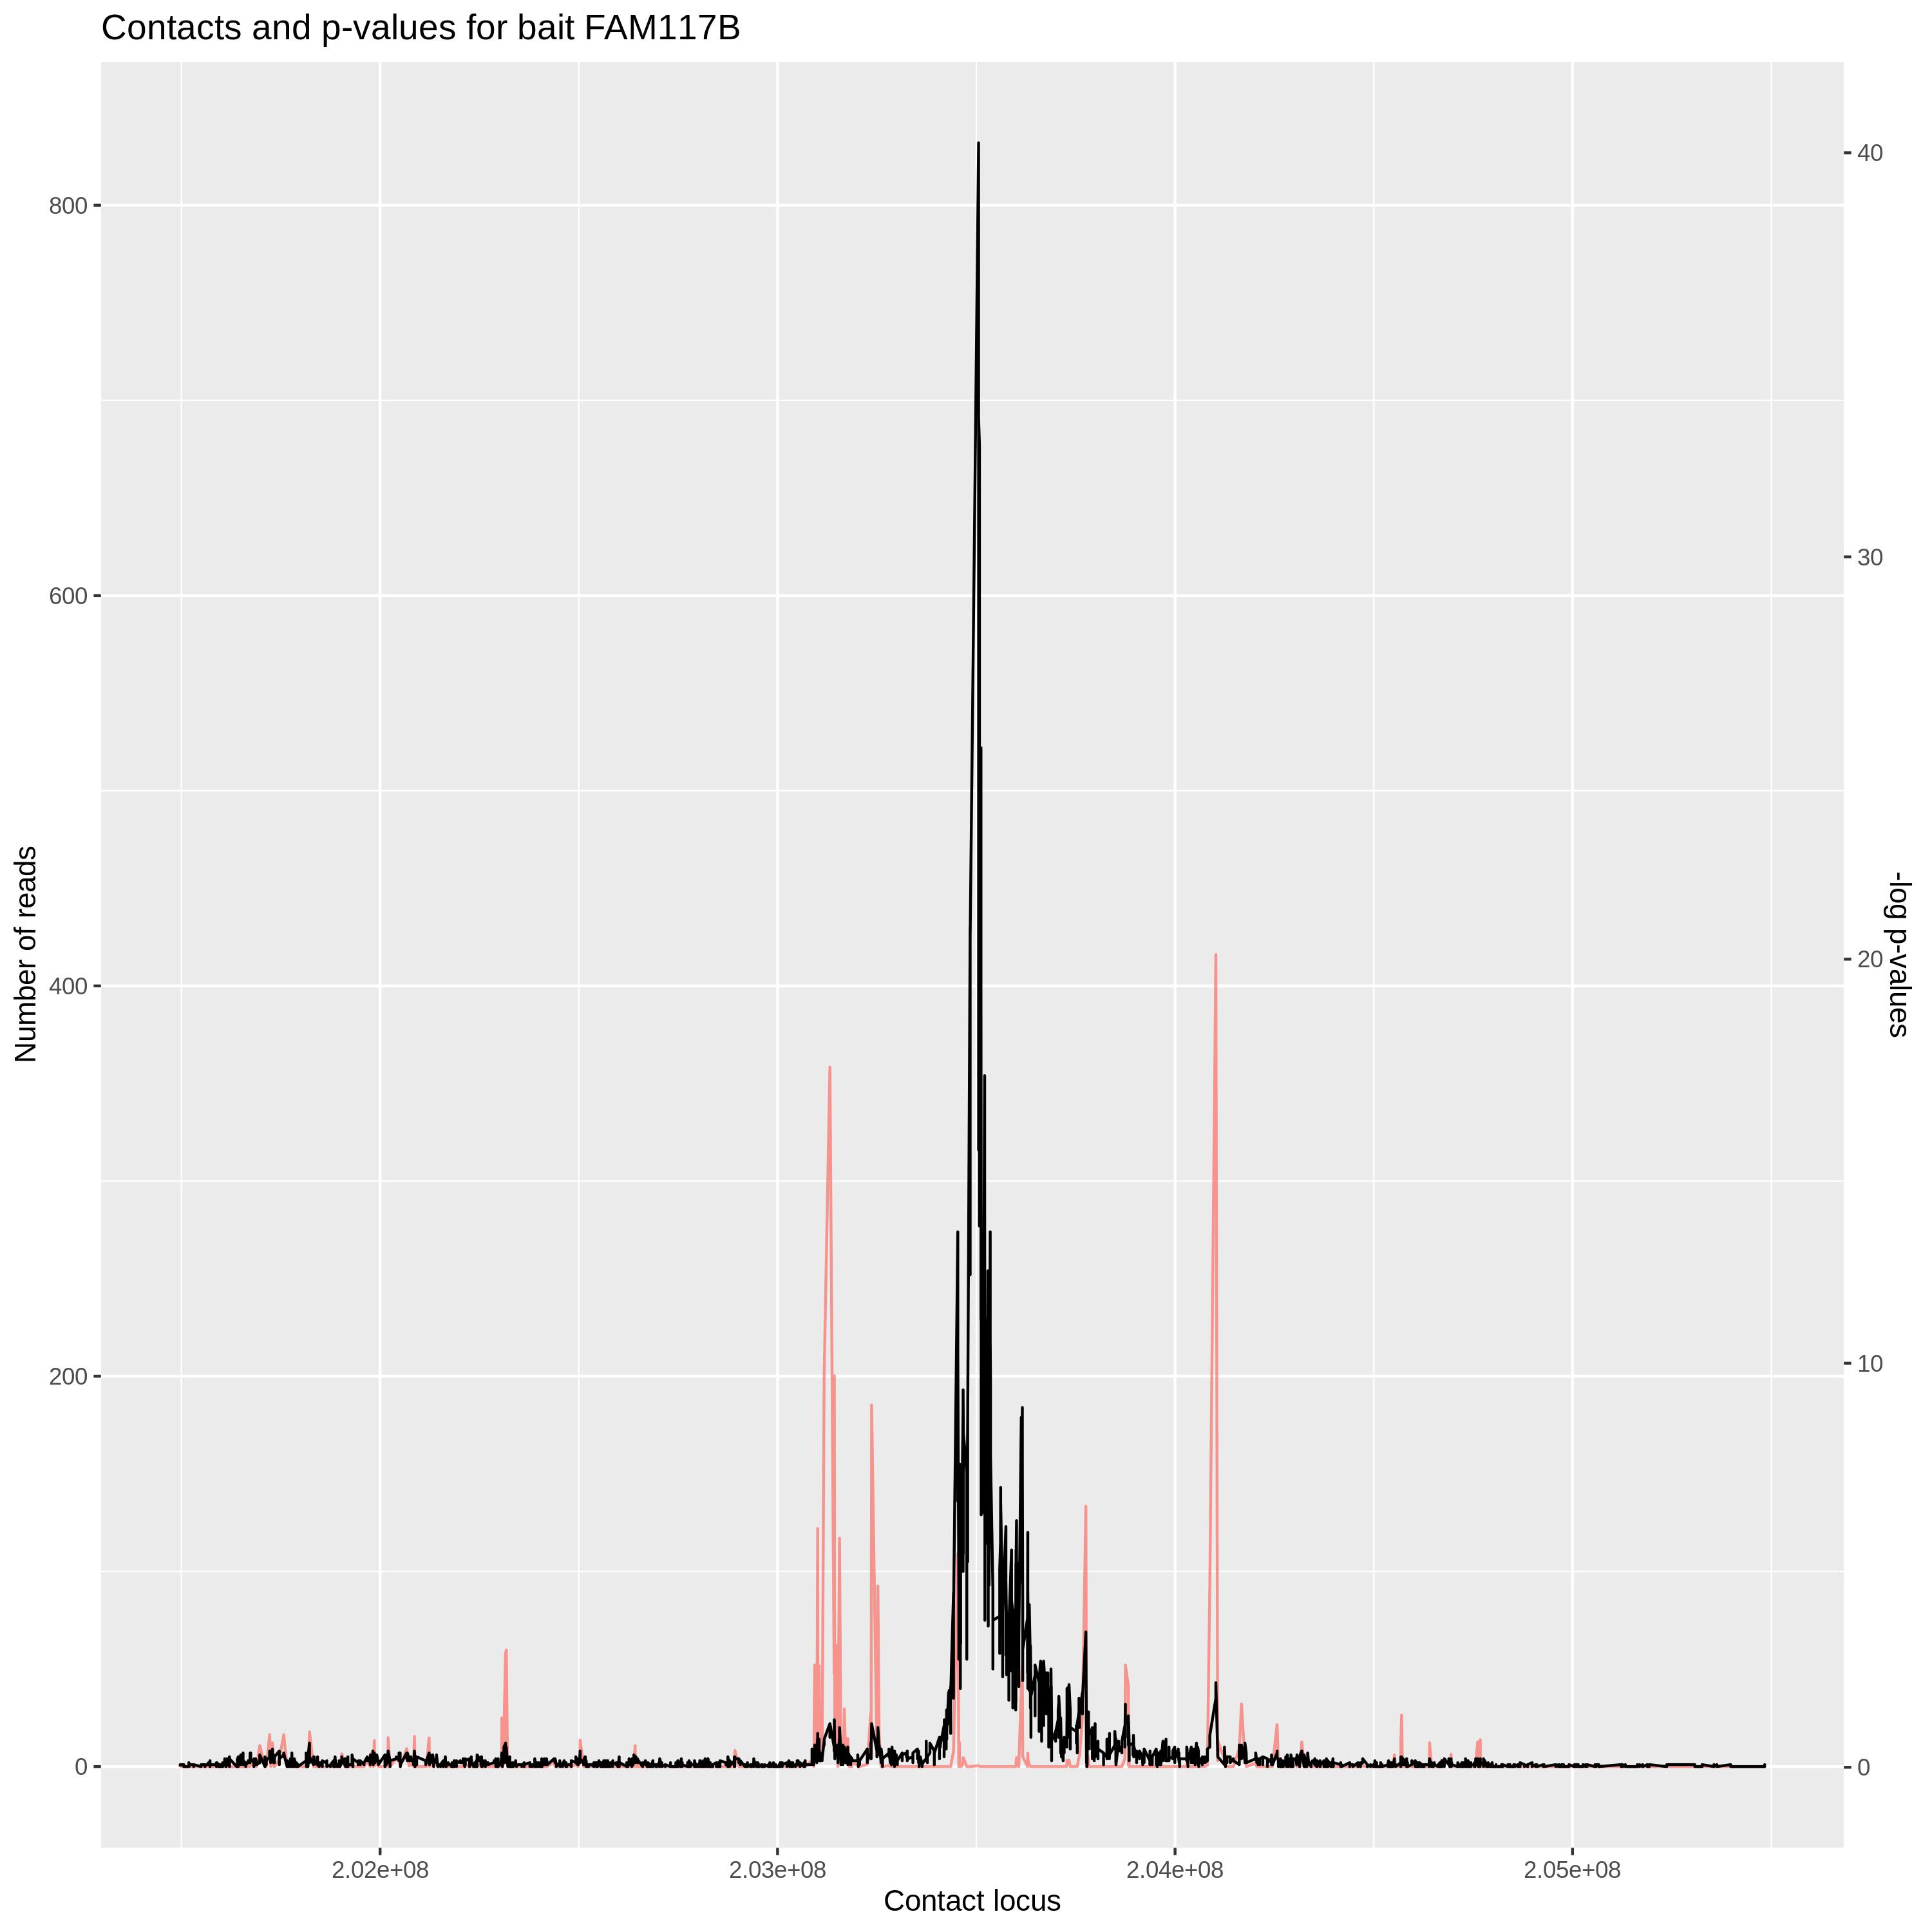 Contacts and p-values for bait FAM117B
Number of reads
800
600
400
200
0
40
30
20
10
0
-log p-values
2.02e+08
2.03e+08
2.04e+08
2.05e+08
Contact locus